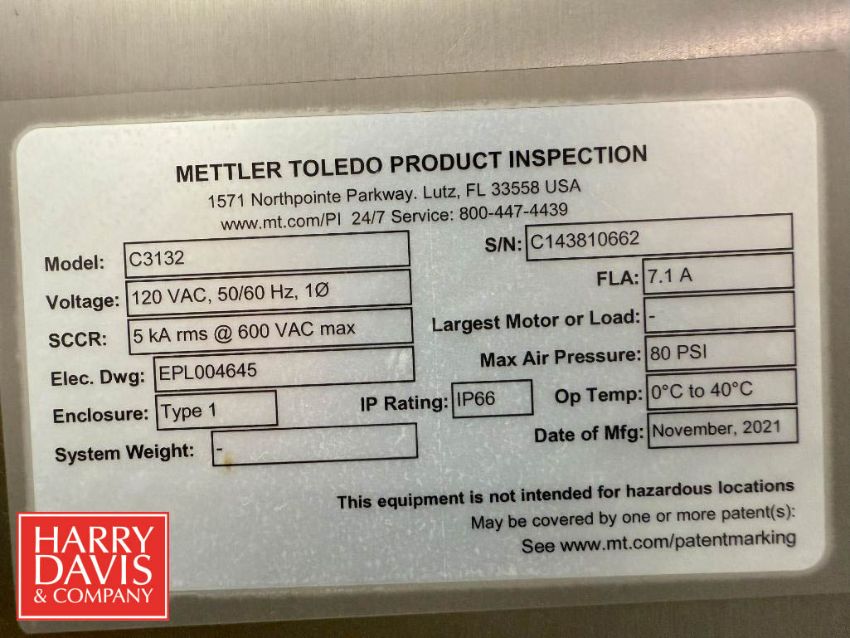 METTLER TOLEDO PRODUCT INSPECTION
1571 Northpointe Parkway. Lutz, FL 33558 USA
www.mt.com/PI 24/7 Service: 800-447-4439
Model: C3132
S/N: C143810662
Voltage: 120 VAC, 50/60 Hz, 1Ø
FLA: 7.1 A
SCCR: 5 kA rms @ 600 VAC max
Largest Motor or Load: -
Elec. Dwg: EPL004645
Max Air Pressure: 80 PSI
Enclosure: Type 1
IP Rating: IP66
Op Temp: 0°C to 40°C
System Weight: -
Date of Mfg: November, 2021
This equipment is not intended for hazardous locations
May be covered by one or more patent(s):
See www.mt.com/patentmarking
HARRY
DAVIS
& COMPANY